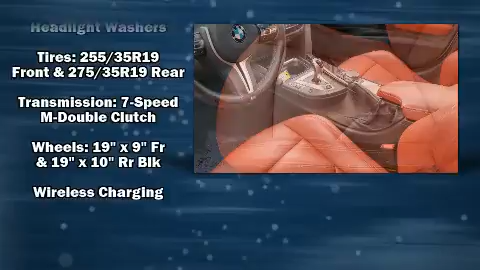 Headlight Washers
Tires: 255/35R19
Front & 275/35R19 Rear
Transmission: 7-Speed
M-Double Clutch
Wheels: 19" x 9" Fr
& 19" x 10" Rr Blk
Wireless Charging